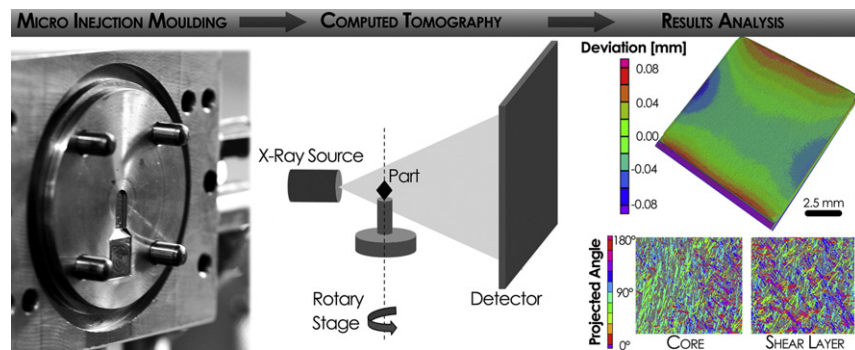 MICRO INEJCTION MOULDING
COMPUTED TOMOGRAPHY
RESULTS ANALYSIS
X-Ray Source
Part
Rotary
Stage
Detector
Deviation [mm]
0.08
0.04
0.00
-0.04
-0.08
2.5 mm
Projected Angle
180°
90°
0°
CORE
SHEAR LAYER